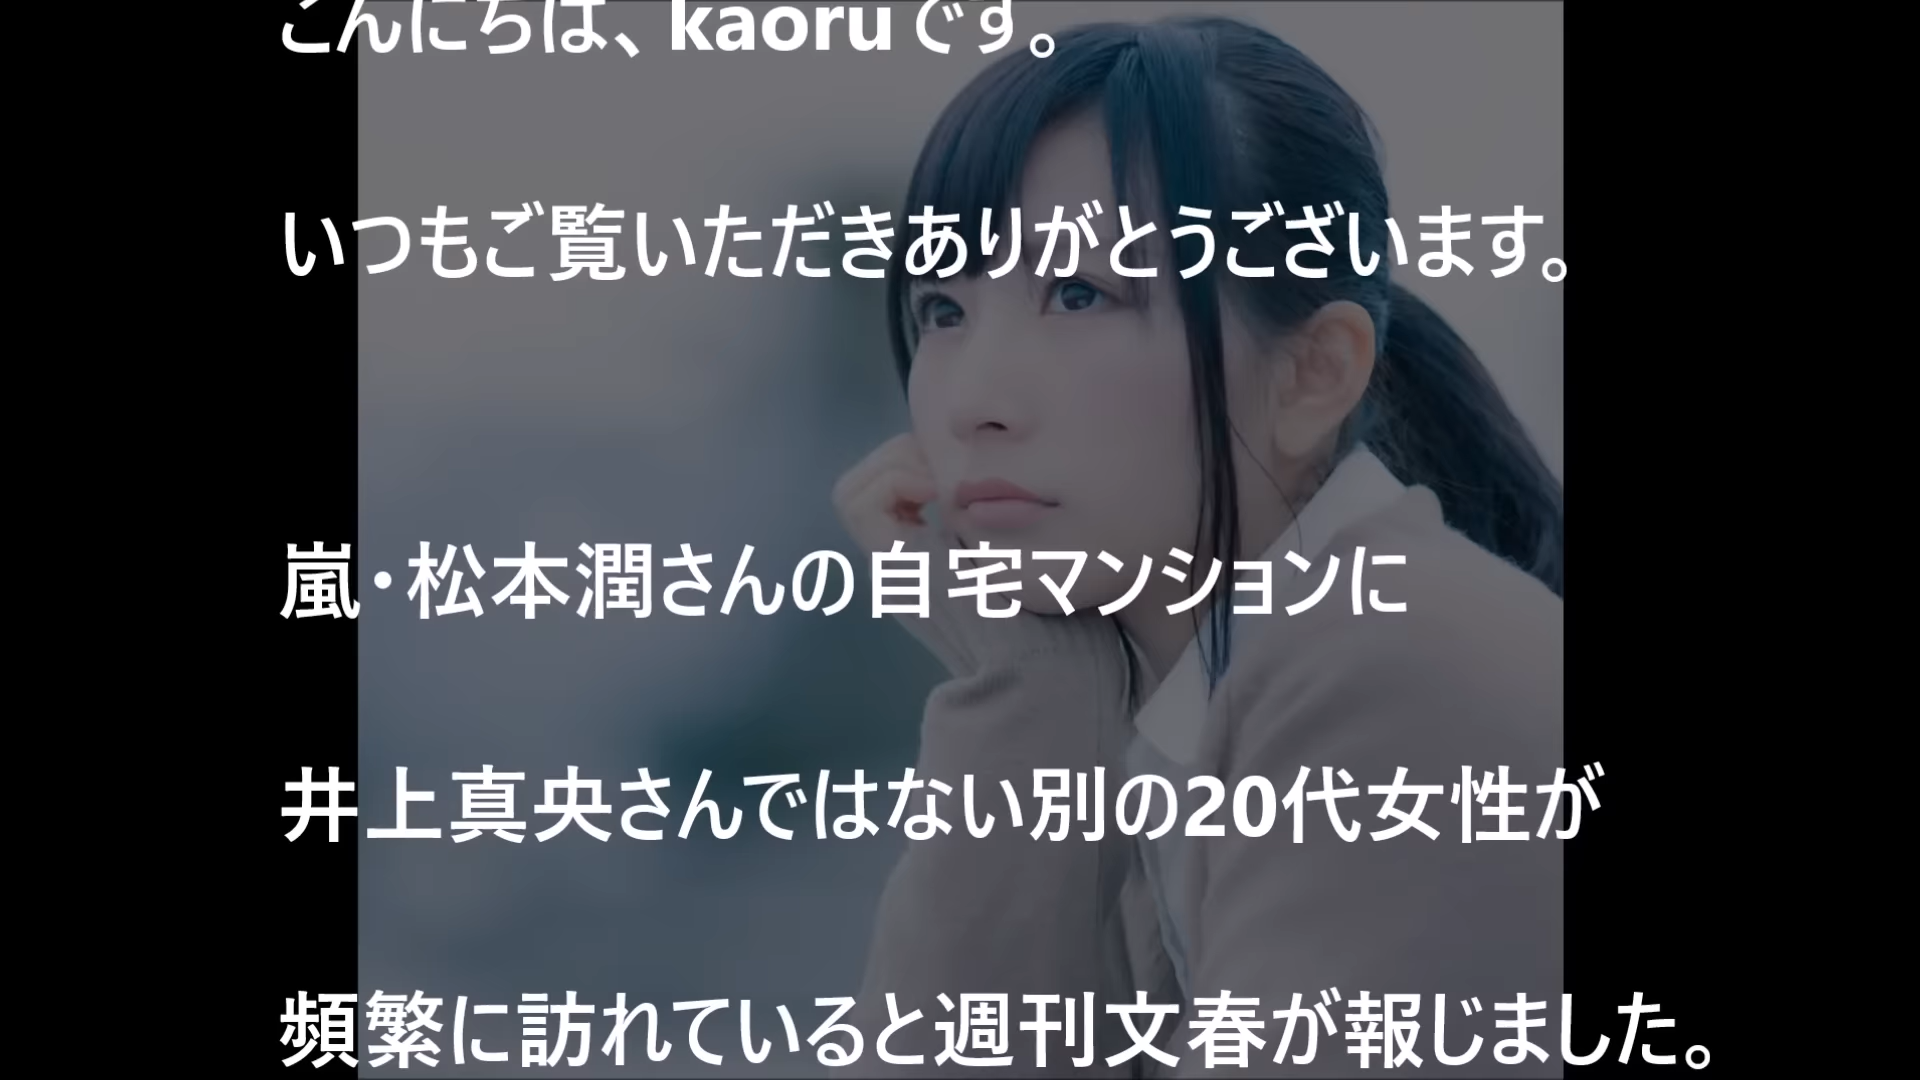 こんにちは、kaoruです。
いつもご覧いただきありがとうございます。
嵐・松本潤さんの自宅マンションに
井上真央さんではない別の20代女性が
頻繁に訪れていると週刊文春が報じました。